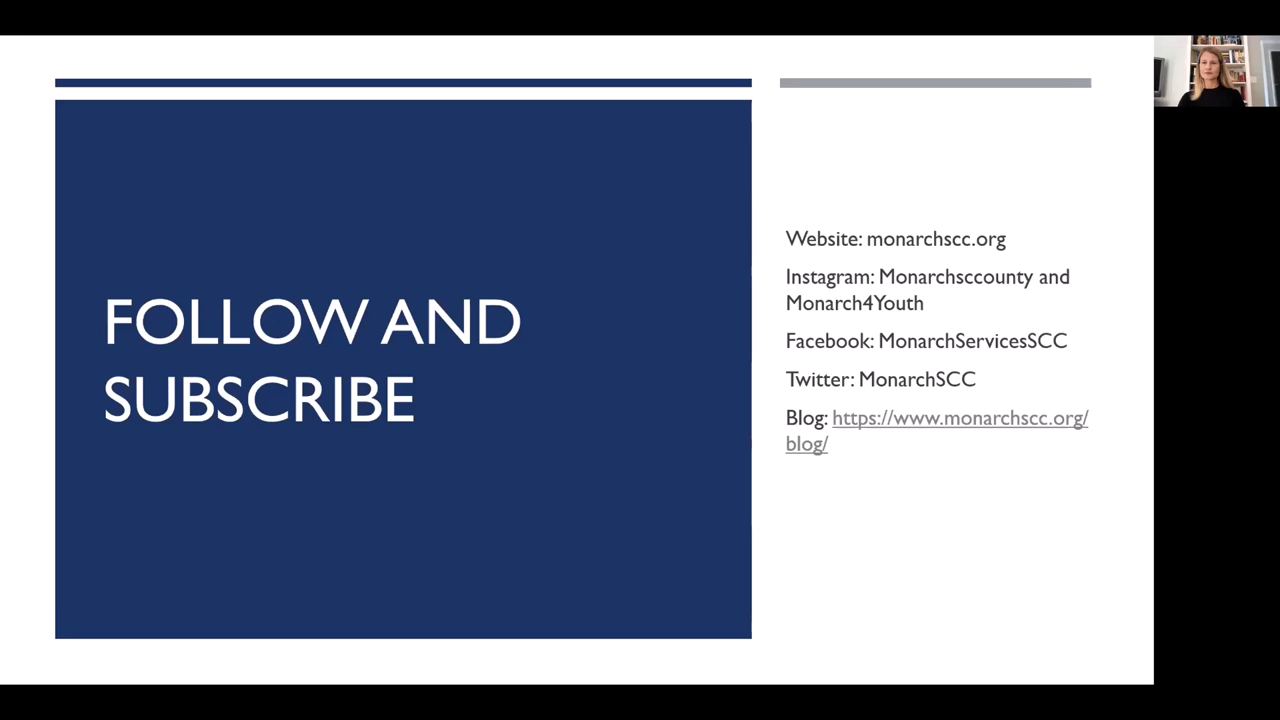 FOLLOW AND
SUBSCRIBE
Website: monarchscc.org
Instagram: Monarchsccounty and
Monarch4Youth
Facebook: MonarchServicesSCC
Twitter: MonarchSCC
Blog: https://www.monarchscc.org/
blog/